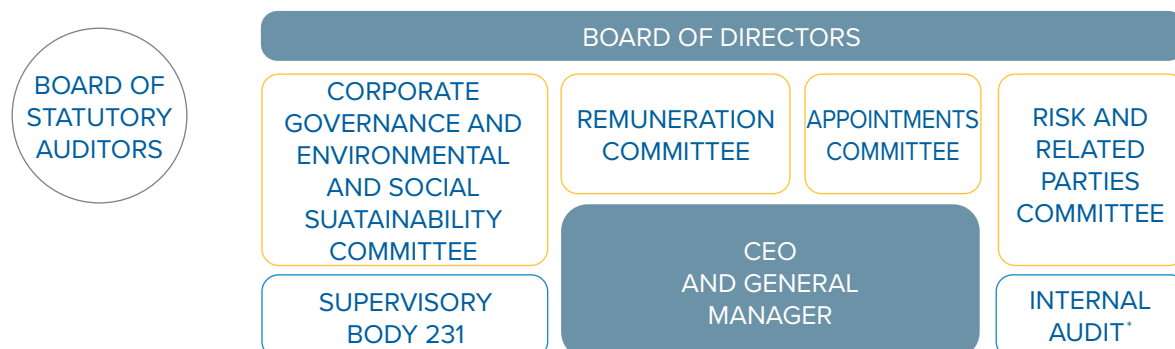 BOARD OF
STATUTORY
AUDITORS
BOARD OF DIRECTORS
CORPORATE
GOVERNANCE AND
ENVIRONMENTAL
AND SOCIAL
SUATAINABILITY
COMMITTEE
REMUNERATION
COMMITTEE
APPOINTMENTS
COMMITTEE
RISK AND
RELATED
PARTIES
COMMITTEE
CEO
AND GENERAL
MANAGER
SUPERVISORY
BODY 231
INTERNAL
AUDIT*